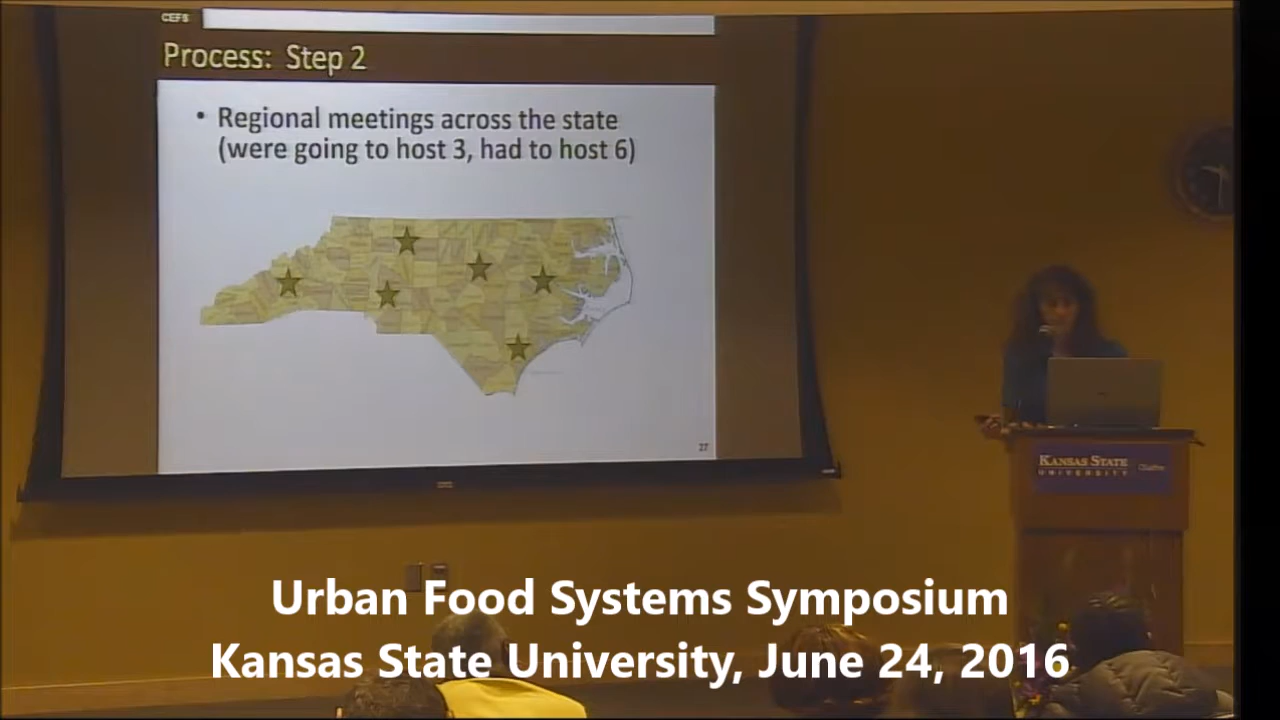 CEFS
Process: Step 2
• Regional meetings across the state
(were going to host 3, had to host 6)
27
KANSAS STATE
UNIVERSITY
Olathe
Urban Food Systems Symposium
Kansas State University, June 24, 2016